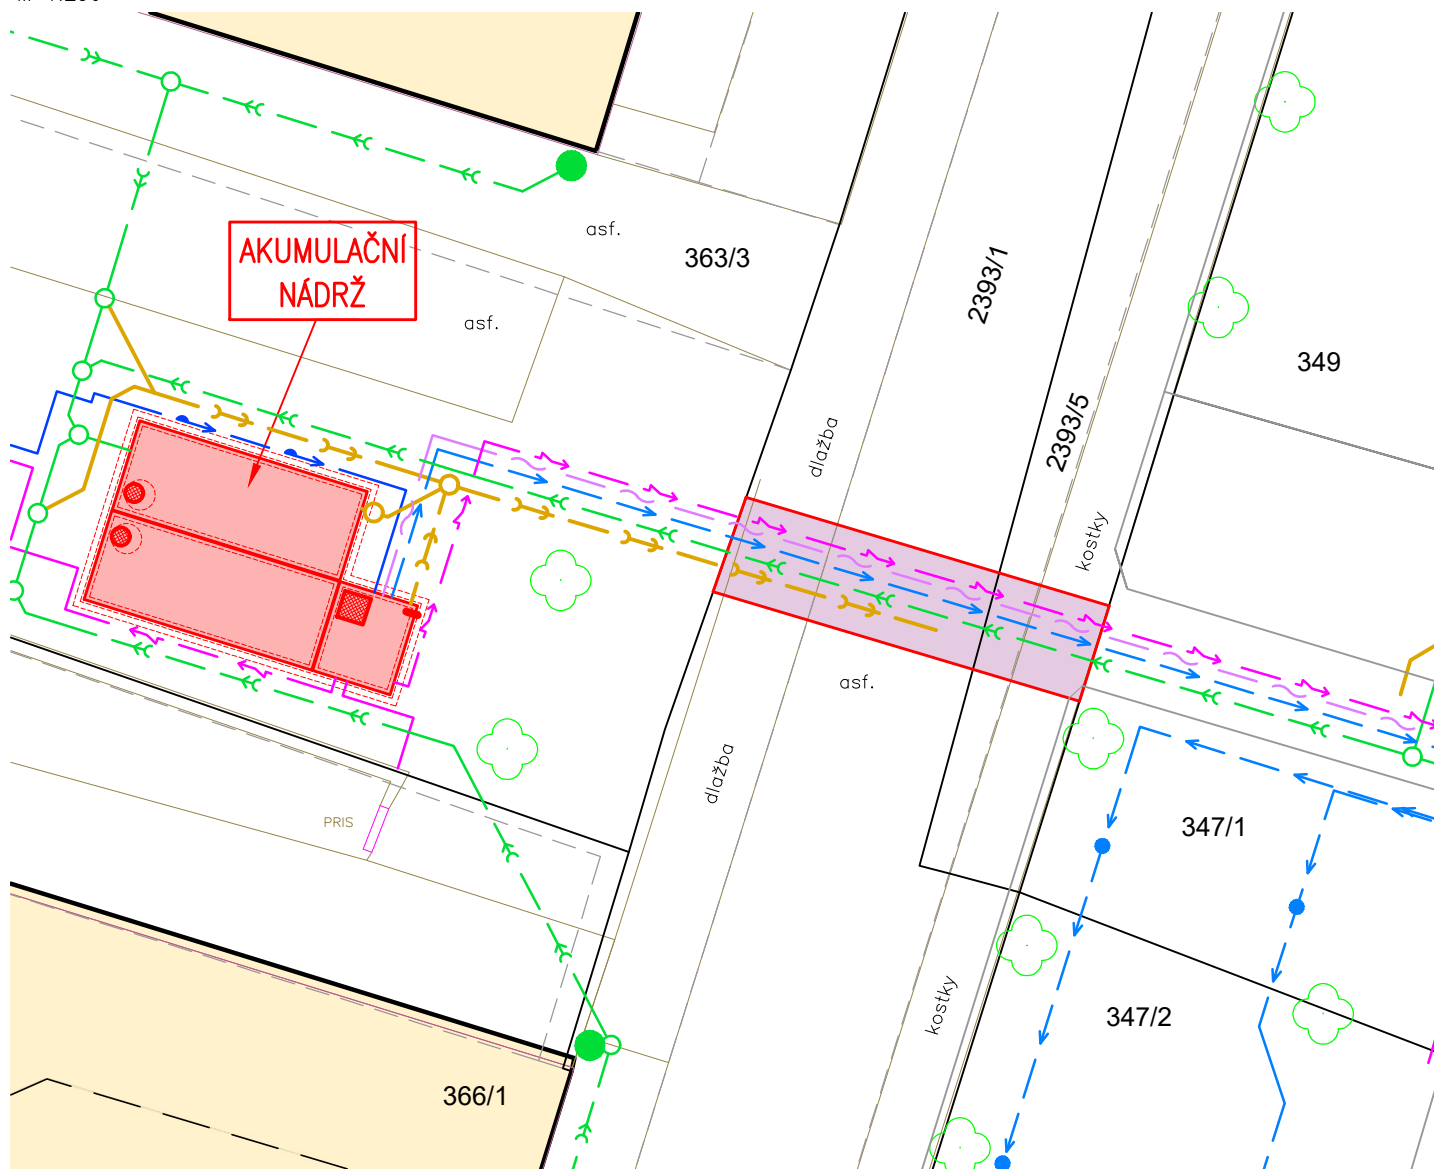 asf.
363/3
AKUMULAČNÍ
NÁDRŽ
2393/1
asf.
349
2393/5
dlažba
kostky
asf.
dlažba
PRIS
347/1
kostky
347/2
366/1